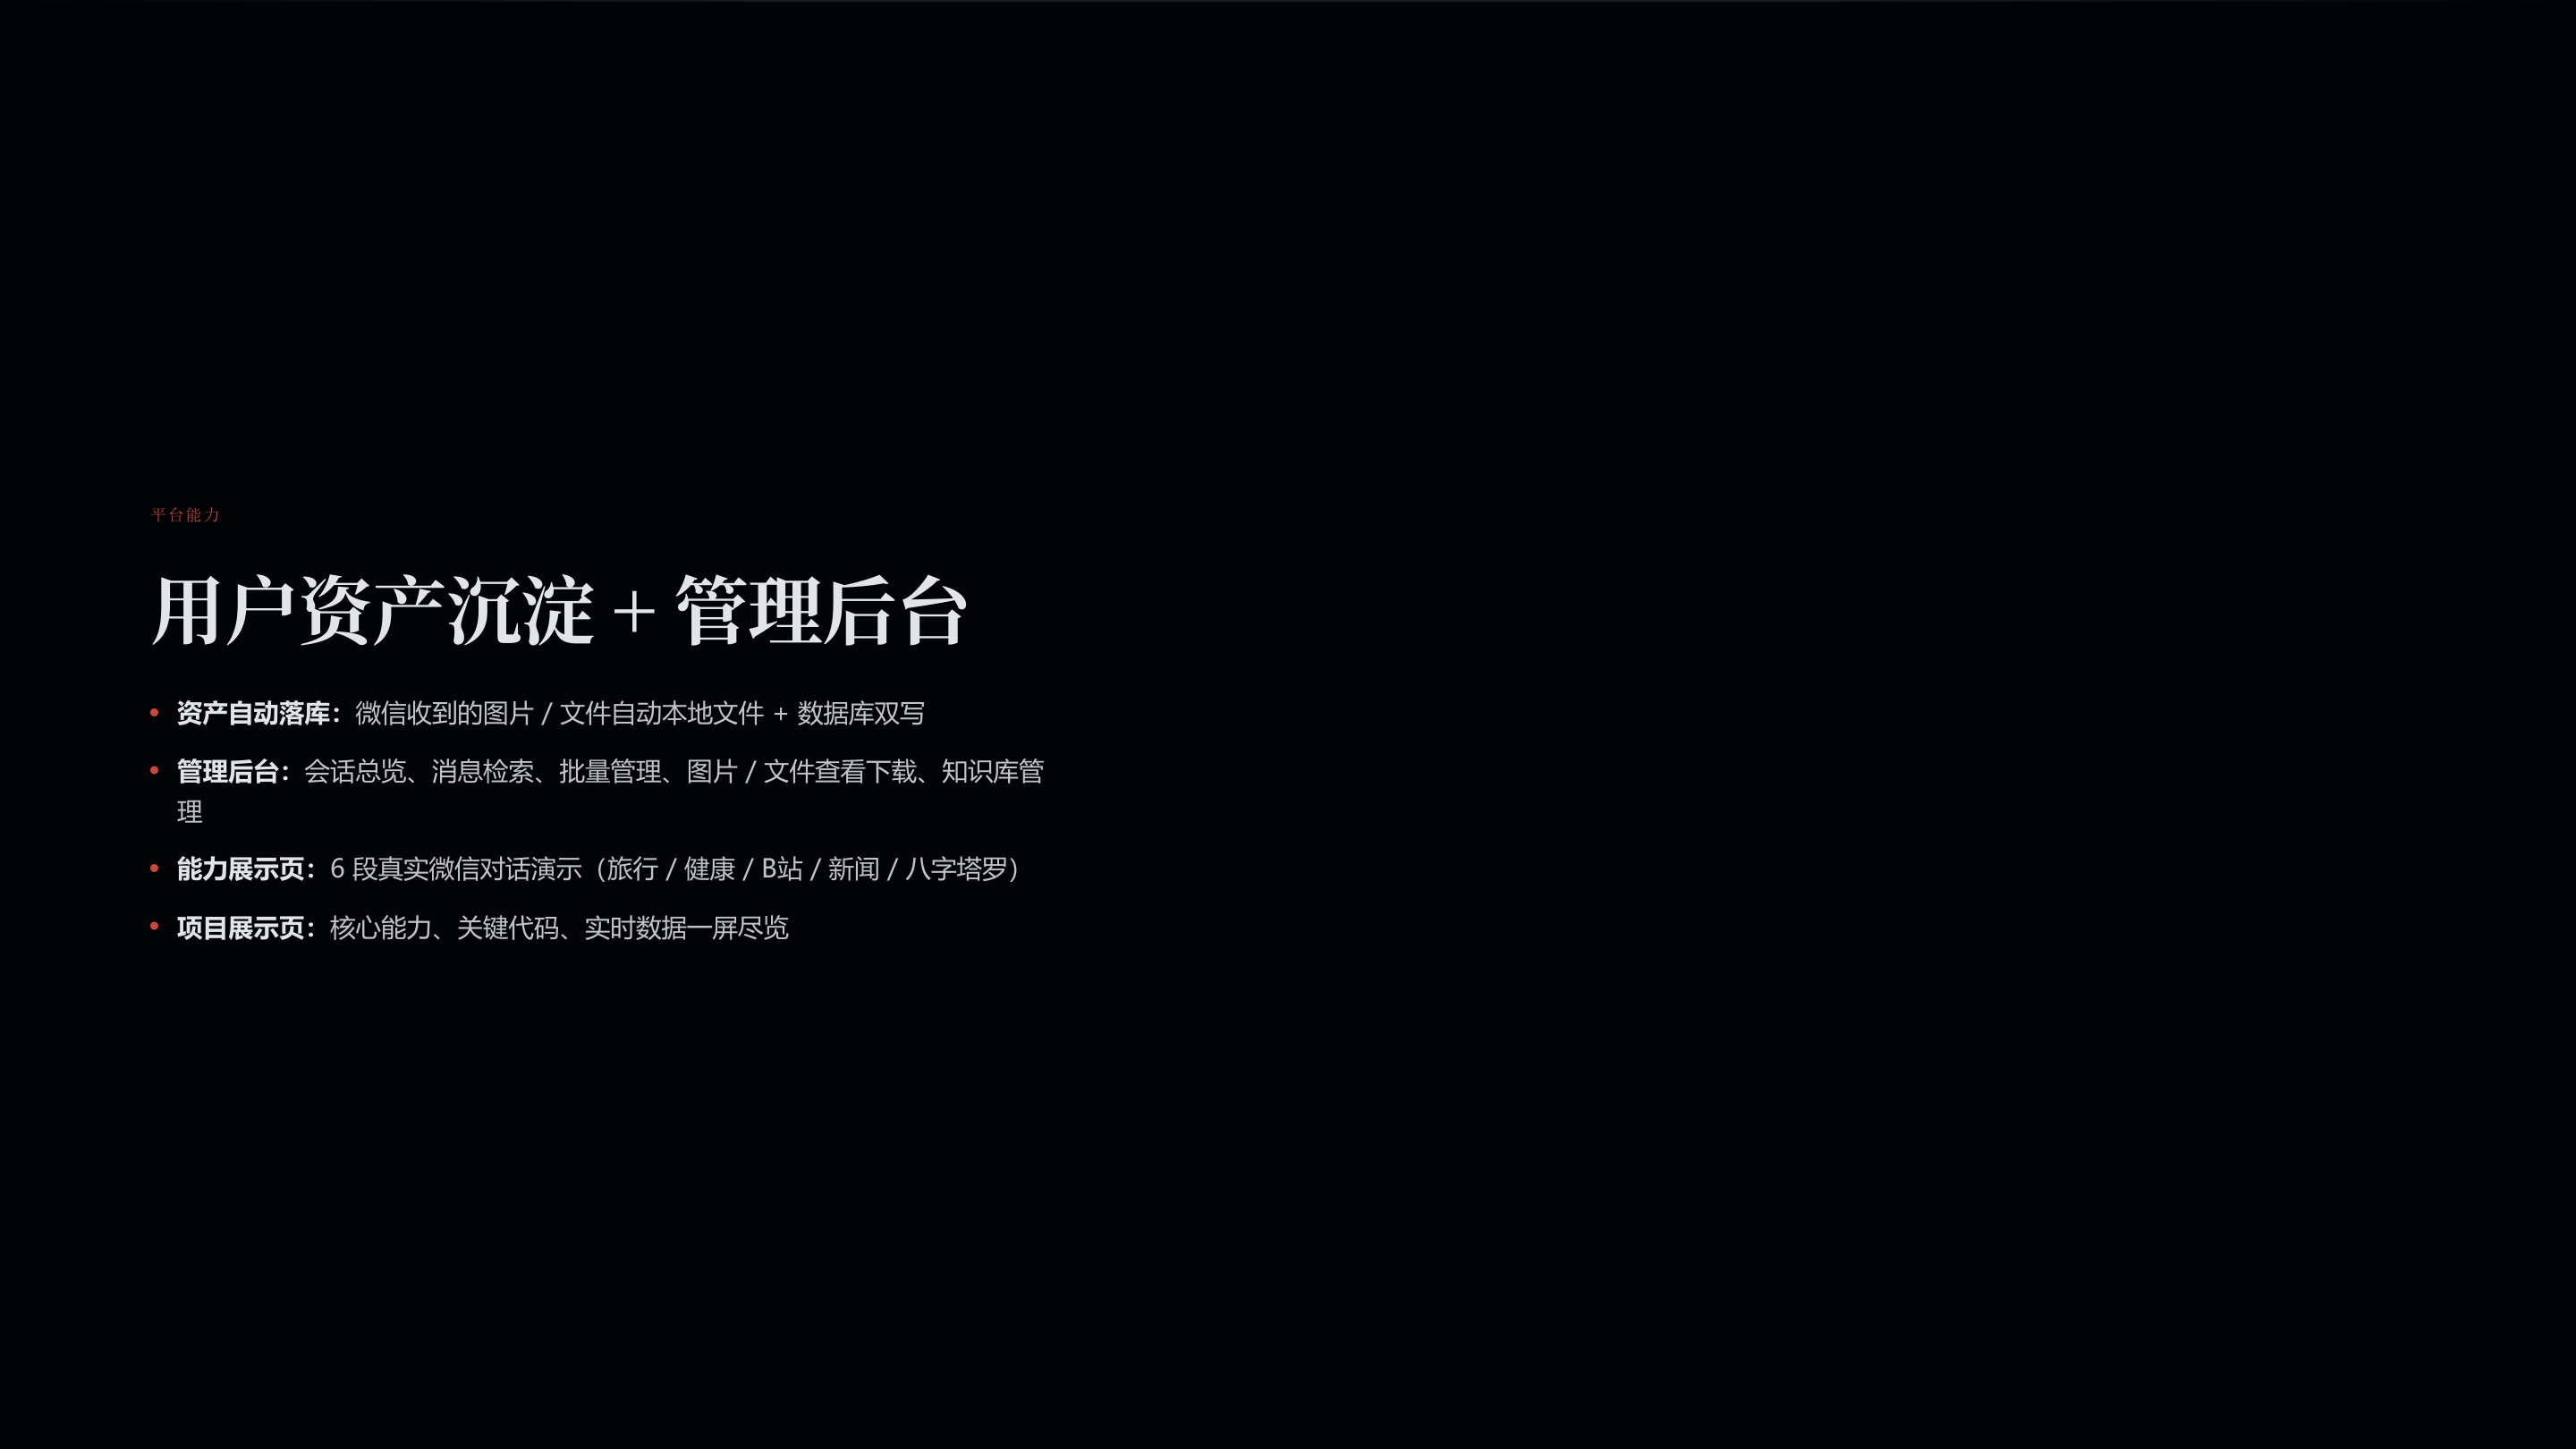 平台能力
用户资产沉淀 + 管理后台
• 资产自动落库：微信收到的图片 / 文件自动本地文件 + 数据库双写
• 管理后台：会话总览、消息检索、批量管理、图片 / 文件查看下载、知识库管
理
• 能力展示页：6 段真实微信对话演示（旅行 / 健康 / B站 / 新闻 / 八字塔罗）
• 项目展示页：核心能力、关键代码、实时数据一屏尽览